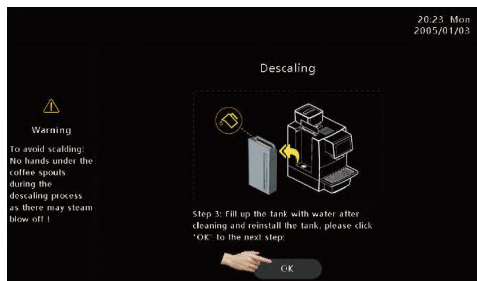 20:23 Mon
2005/01/03
Descaling
Warning
To avoid scalding:
No hands under the
coffee spouts
during the
descaling process
as there may steam
blow off !
Step 3: Fill up the tank with water after
cleaning and reinstall the tank, please click
"OK" to the next step:
OK